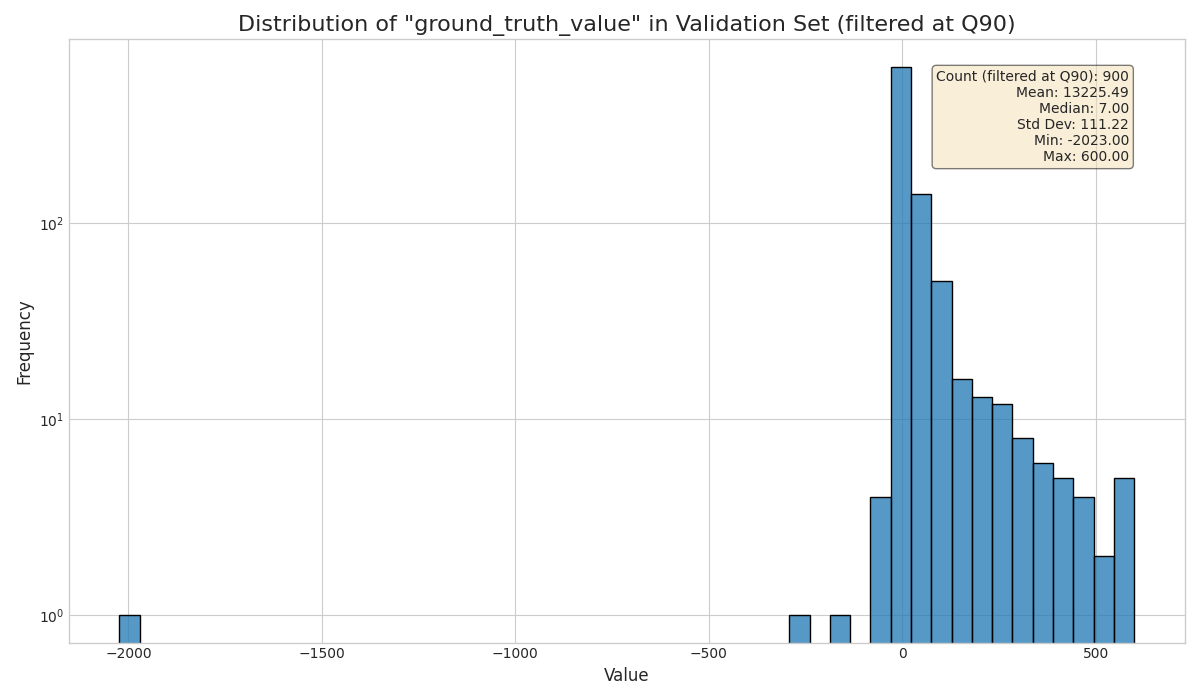 Distribution of "ground_truth_value" in Validation Set (filtered at Q90)
Count (filtered at Q90): 900
Mean: 13225.49
Median: 7.00
Std Dev: 111.22
Min: -2023.00
Max: 600.00
Frequency
10²
10¹
10⁰
−2000 −1500 −1000 −500 0 500
Value